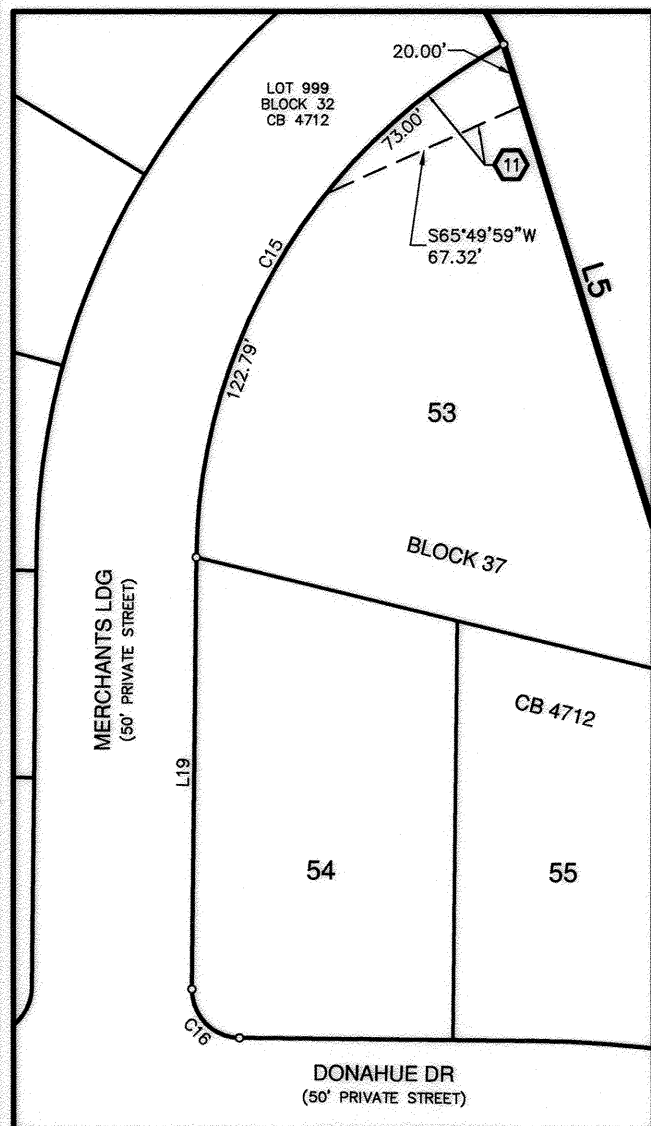 20.00'
LOT 999
BLOCK 32
CB 4712
73.00'
11
S65°49'59"W
67.32'
C15
L5
122.79'
53
BLOCK 37
MERCHANTS LDG
(50' PRIVATE STREET)
CB 4712
L19
54
55
C16
DONAHUE DR
(50' PRIVATE STREET)